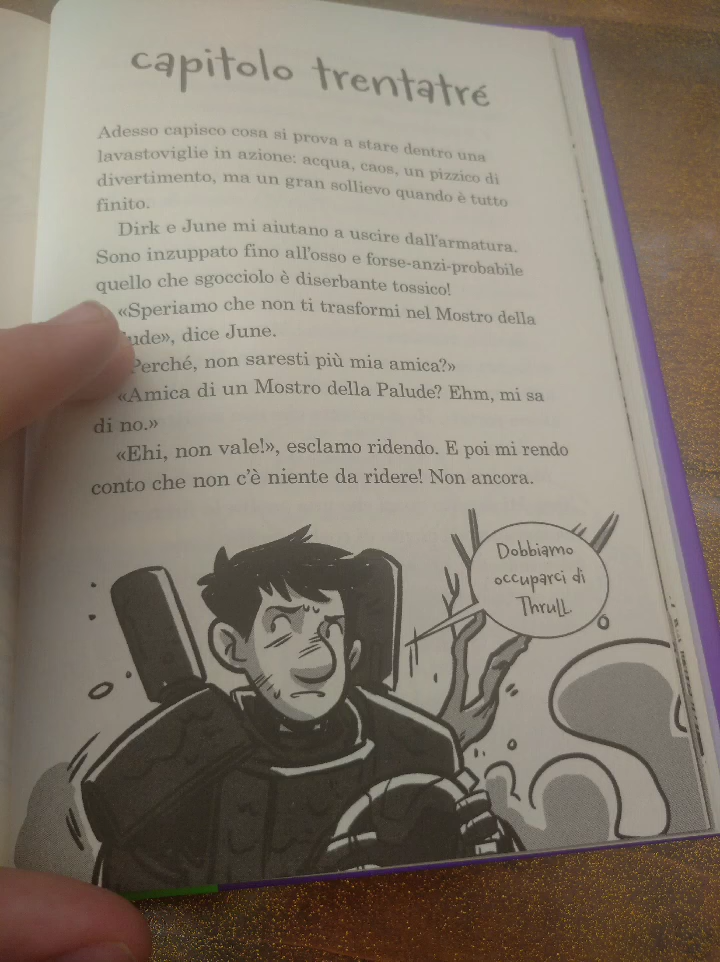 capitolo trentatré
Adesso capisco cosa si prova a stare dentro una
lavastoviglie in azione: acqua, caos, un pizzico di
divertimento, ma un gran sollievo quando è tutto
finito.
Dirk e June mi aiutano a uscire dall'armatura.
Sono inzuppato fino all'osso e forse-anzi-probabile
quello che sgocciolo è diserbante tossico!
«Speriamo che non ti trasformi nel Mostro della
ude», dice June.
Perché, non saresti più mia amica?»
«Amica di un Mostro della Palude? Ehm, mi sa
di no.»
«Ehi, non vale!», esclamo ridendo. E poi mi rendo
conto che non c'è niente da ridere! Non ancora.
Dobbiamo
occuparci di
Thrull.